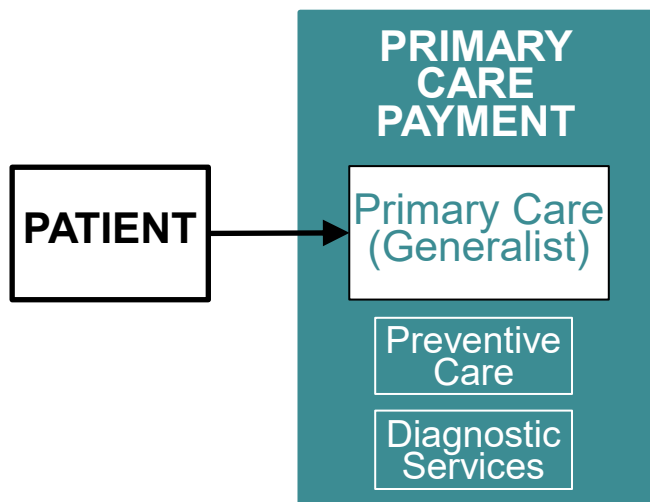 PRIMARY
CARE
PAYMENT
PATIENT
Primary Care
(Generalist)
Preventive
Care
Diagnostic
Services